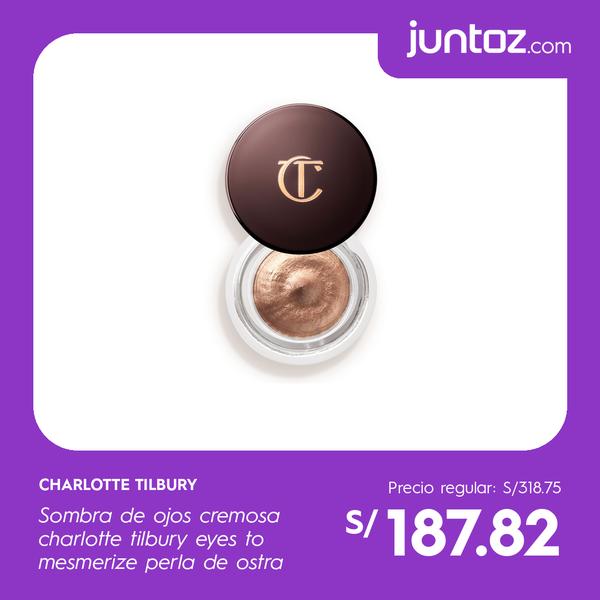 juntoz.com
CT
CHARLOTTE TILBURY
Sombra de ojos cremosa
charlotte tilbury eyes to
mesmerize perla de ostra
Precio regular: S/318.75
S/187.82